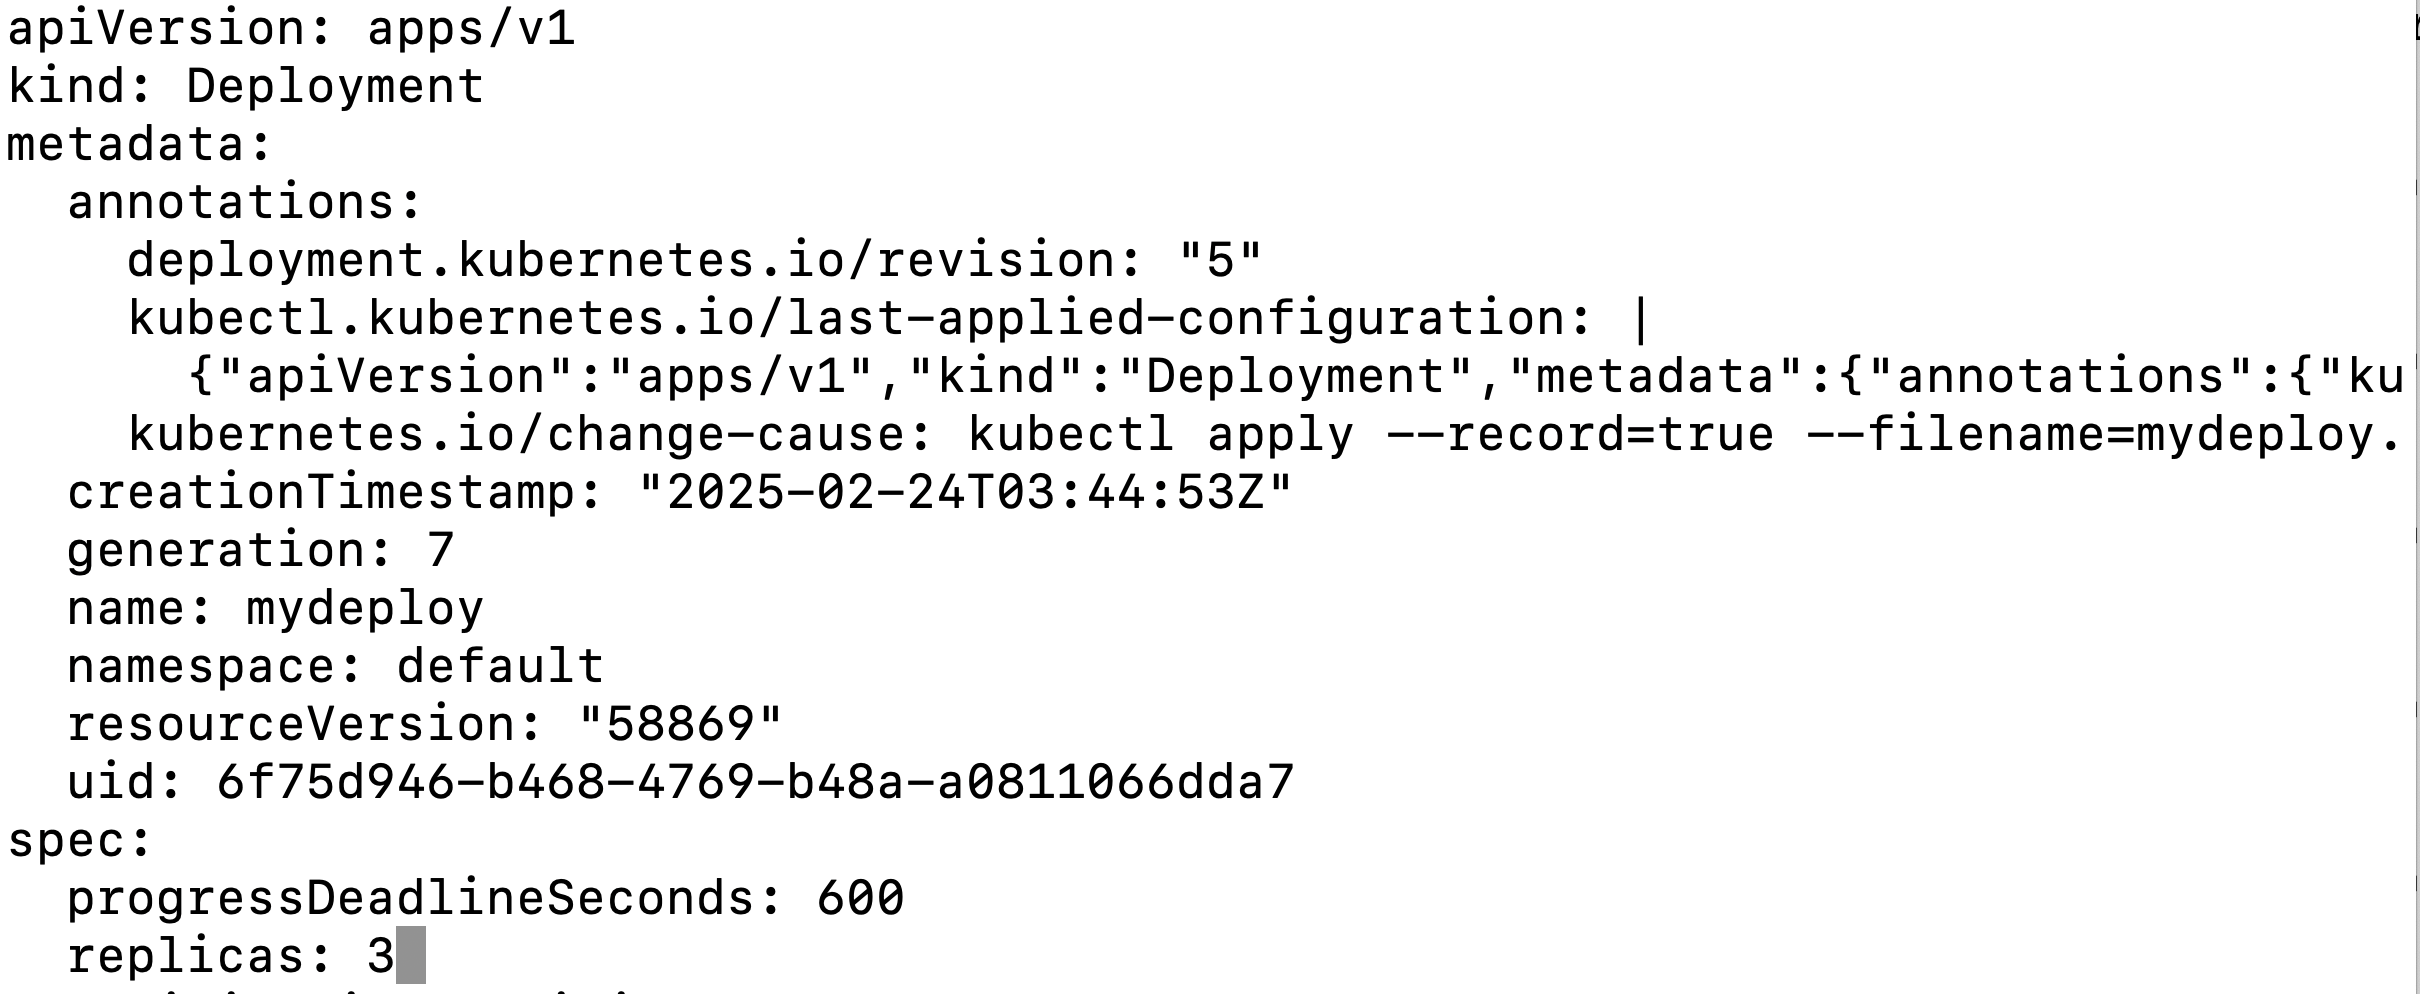 apiVersion: apps/v1
kind: Deployment
metadata:
  annotations:
    deployment.kubernetes.io/revision: "5"
    kubectl.kubernetes.io/last-applied-configuration: |
      {"apiVersion":"apps/v1","kind":"Deployment","metadata":{"annotations":{"ku
    kubernetes.io/change-cause: kubectl apply --record=true --filename=mydeploy.
  creationTimestamp: "2025-02-24T03:44:53Z"
  generation: 7
  name: mydeploy
  namespace: default
  resourceVersion: "58869"
  uid: 6f75d946-b468-4769-b48a-a0811066dda7
spec:
  progressDeadlineSeconds: 600
  replicas: 3